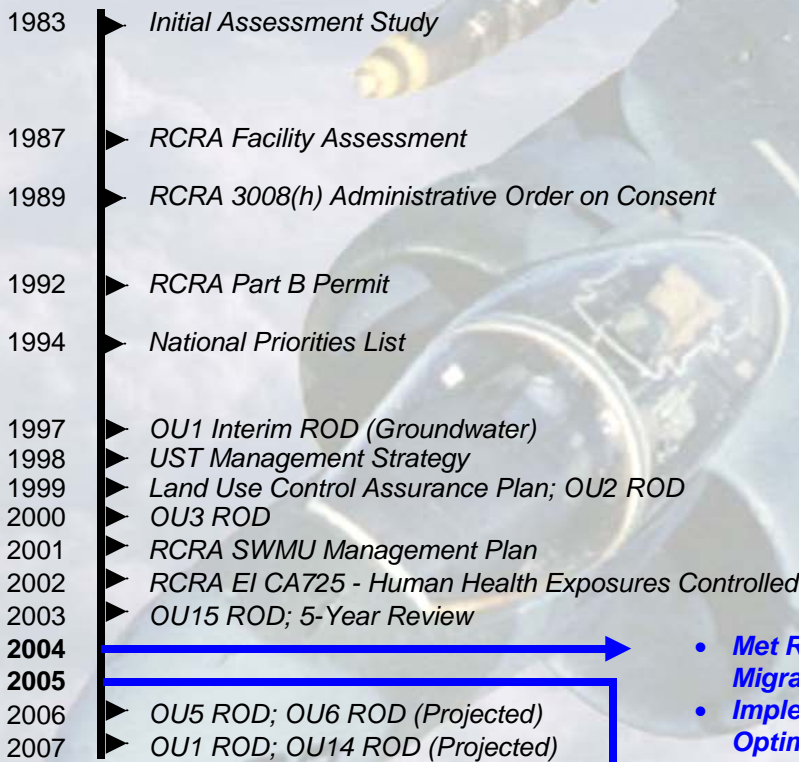 1983 Initial Assessment Study
1987 RCRA Facility Assessment
1989 RCRA 3008(h) Administrative Order on Consent
1992 RCRA Part B Permit
1994 National Priorities List
1997 OU1 Interim ROD (Groundwater)
1998 UST Management Strategy
1999 Land Use Control Assurance Plan; OU2 ROD
2000 OU3 ROD
2001 RCRA SWMU Management Plan
2002 RCRA EI CA725 - Human Health Exposures Controlled
2003 OU15 ROD; 5-Year Review
2004 • Met R
2005 Migra
2006 OU5 ROD; OU6 ROD (Projected) • Imple
2007 OU1 ROD; OU14 ROD (Projected) Optim